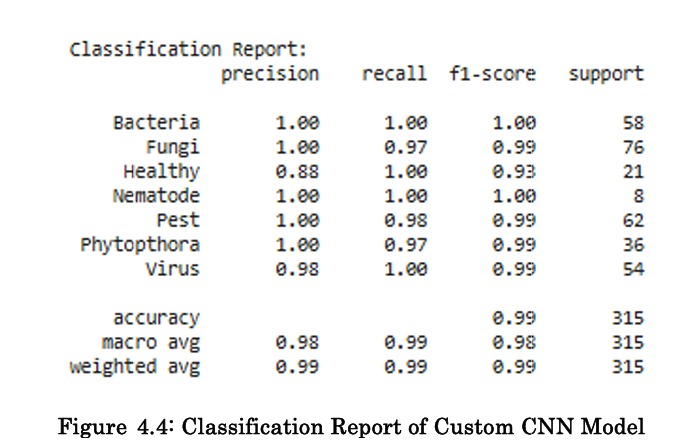 Classification Report:
precision recall f1-score support
Bacteria 1.00 1.00 1.00 58
Fungi 1.00 0.97 0.99 76
Healthy 0.88 1.00 0.93 21
Nematode 1.00 1.00 1.00 8
Pest 1.00 0.98 0.99 62
Phytopthora 1.00 0.97 0.99 36
Virus 0.98 1.00 0.99 54
accuracy 0.99 315
macro avg 0.98 0.99 0.98 315
weighted avg 0.99 0.99 0.99 315
Figure 4.4: Classification Report of Custom CNN Model